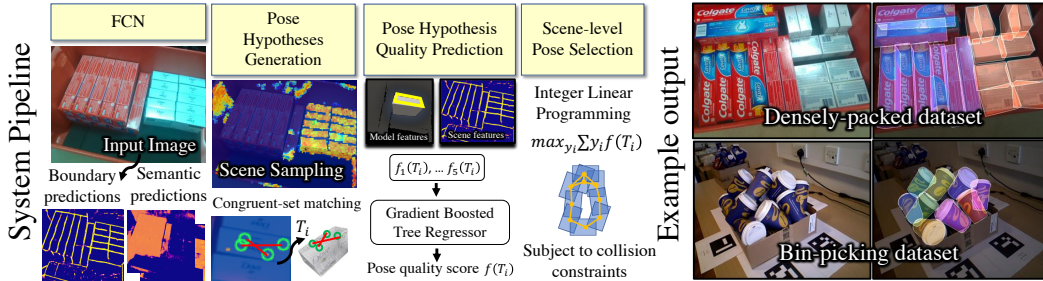 System Pipeline
FCN
Input Image
Boundary
predictions
Semantic
predictions
Pose
Hypotheses
Generation
Scene Sampling
Congruent-set matching
T_i
Pose Hypothesis
Quality Prediction
Model features
Scene features
f_1(T_i), ... f_5(T_i)
Gradient Boosted
Tree Regressor
Pose quality score f(T_i)
Scene-level
Pose Selection
Integer Linear
Programming
max_{y_i} ∑ y_i f(T_i)
Subject to collision
constraints
Example output
Colgate
Colgate
Colgate
Colgate
Colgate
Colgate
Densely-packed dataset
Bin-picking dataset